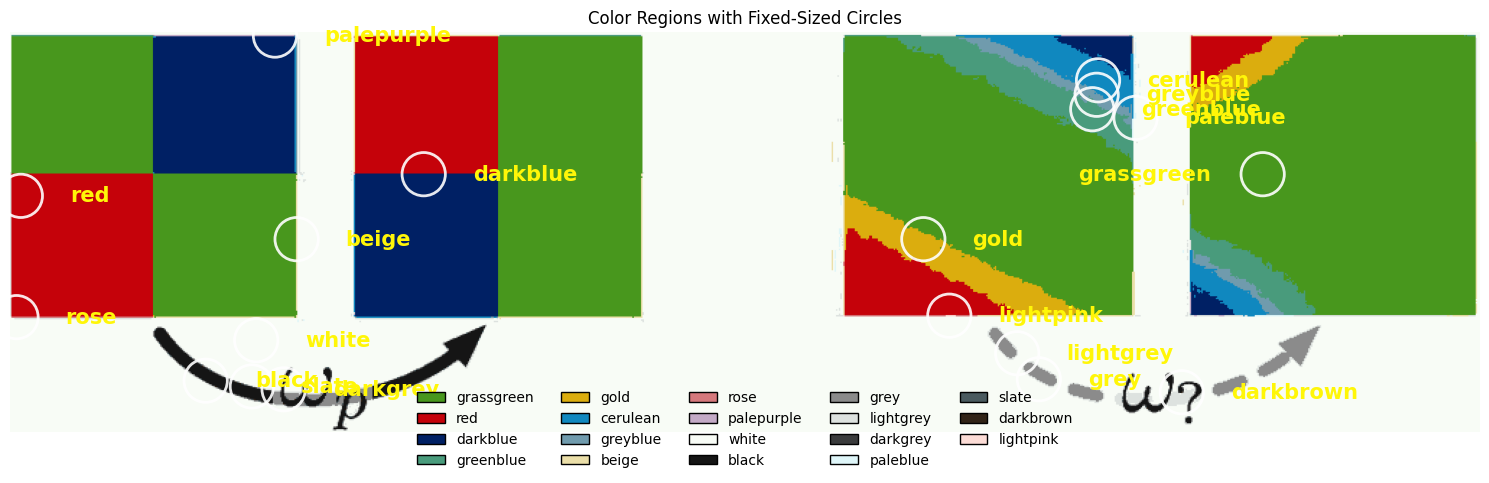 Color Regions with Fixed-Sized Circles
palepurple
cerulean
greyblue
greenblue
paleblue
darkblue
grassgreen
red
beige
gold
rose
lightpink
white
lightgrey
black
slate
darkgrey
grey
darkbrown
W'p
W?
grassgreen gold rose grey slate
red cerulean palepurple lightgrey darkbrown
darkblue greyblue white darkgrey lightpink
greenblue beige black paleblue